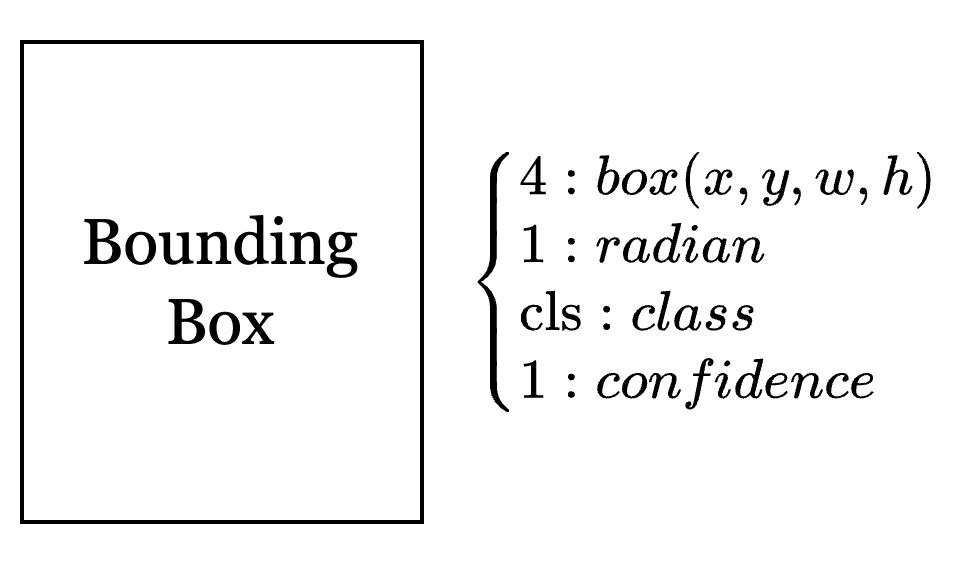 Bounding
Box
4 : box(x, y, w, h)
1 : radian
cls : class
1 : confidence